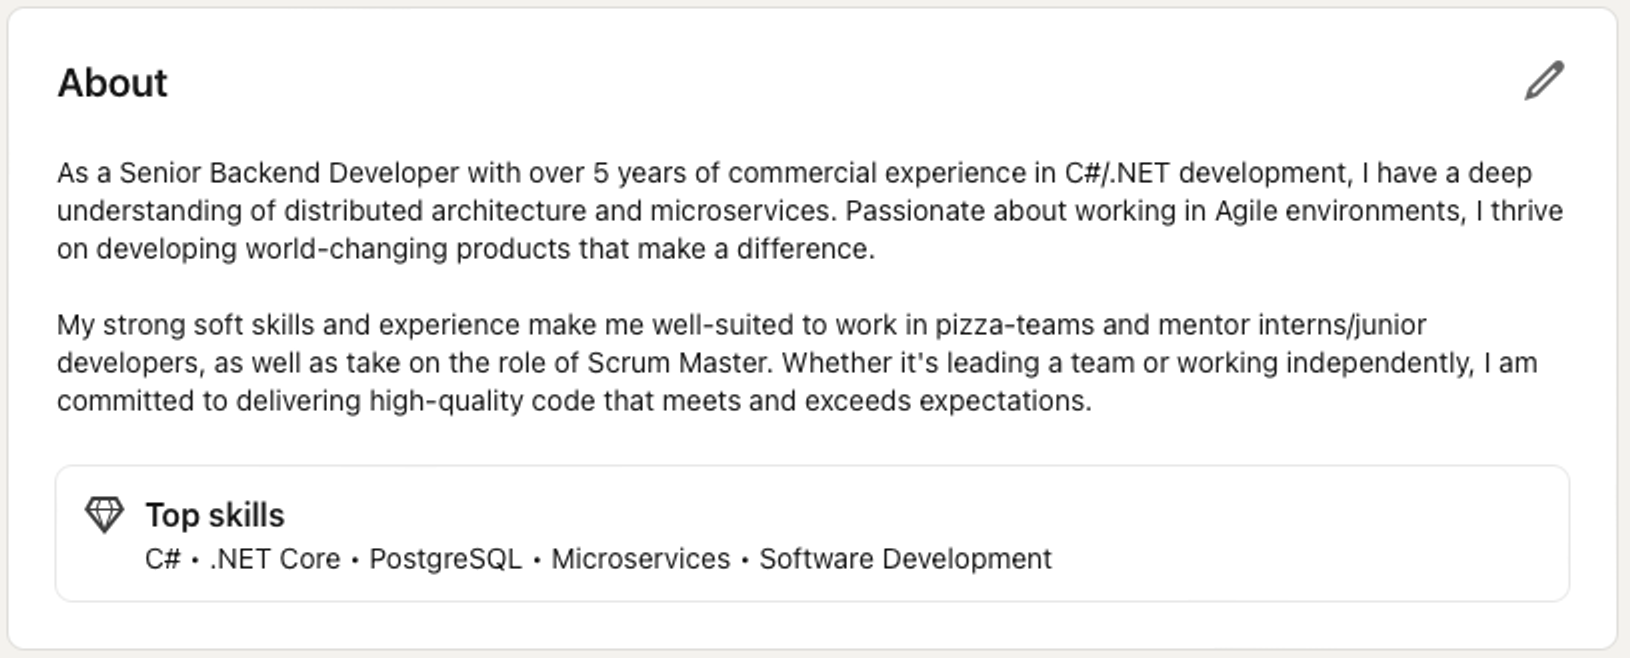 About
As a Senior Backend Developer with over 5 years of commercial experience in C#/.NET development, I have a deep
understanding of distributed architecture and microservices. Passionate about working in Agile environments, I thrive
on developing world-changing products that make a difference.
My strong soft skills and experience make me well-suited to work in pizza-teams and mentor interns/junior
developers, as well as take on the role of Scrum Master. Whether it's leading a team or working independently, I am
committed to delivering high-quality code that meets and exceeds expectations.
Top skills
C# • .NET Core • PostgreSQL • Microservices • Software Development